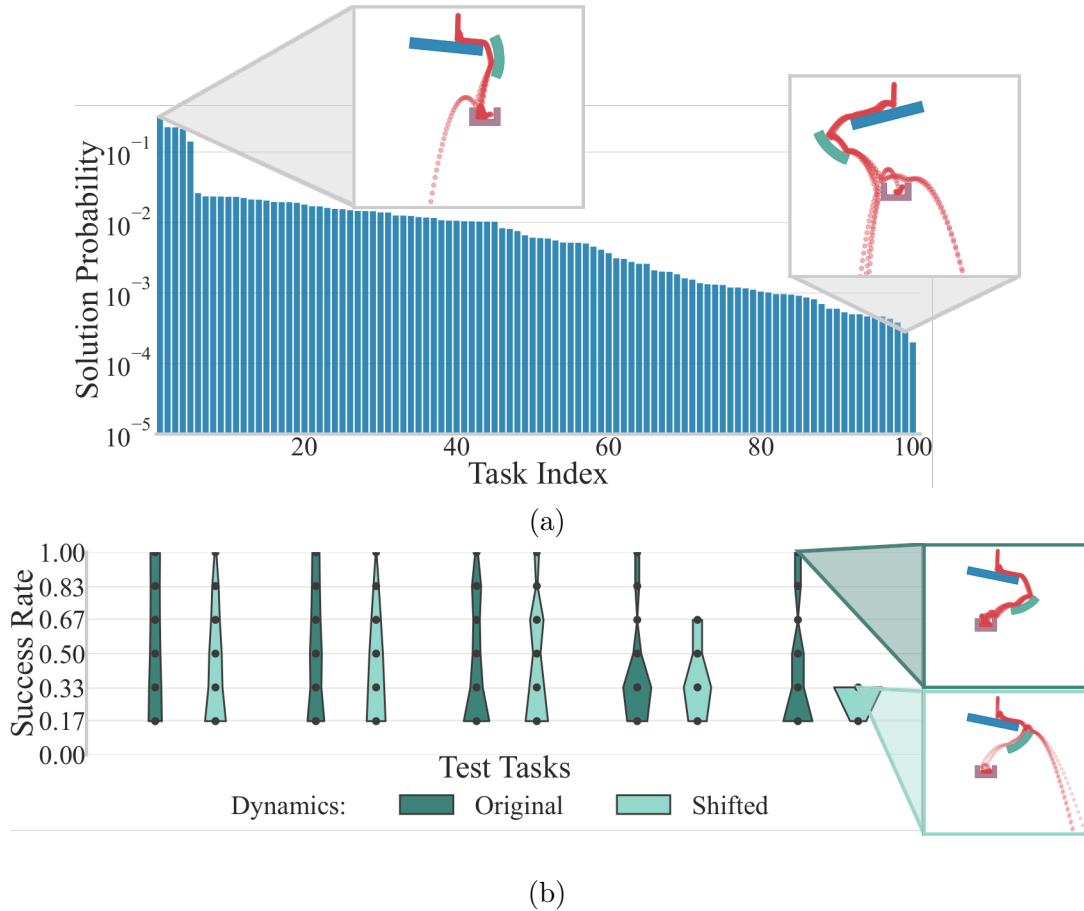 Solution Probability
10⁻¹
10⁻²
10⁻³
10⁻⁴
10⁻⁵
20 40 60 80 100
Task Index
(a)
Success Rate
1.00
0.83
0.67
0.50
0.33
0.17
0.00
Test Tasks
Dynamics: Original Shifted
(b)